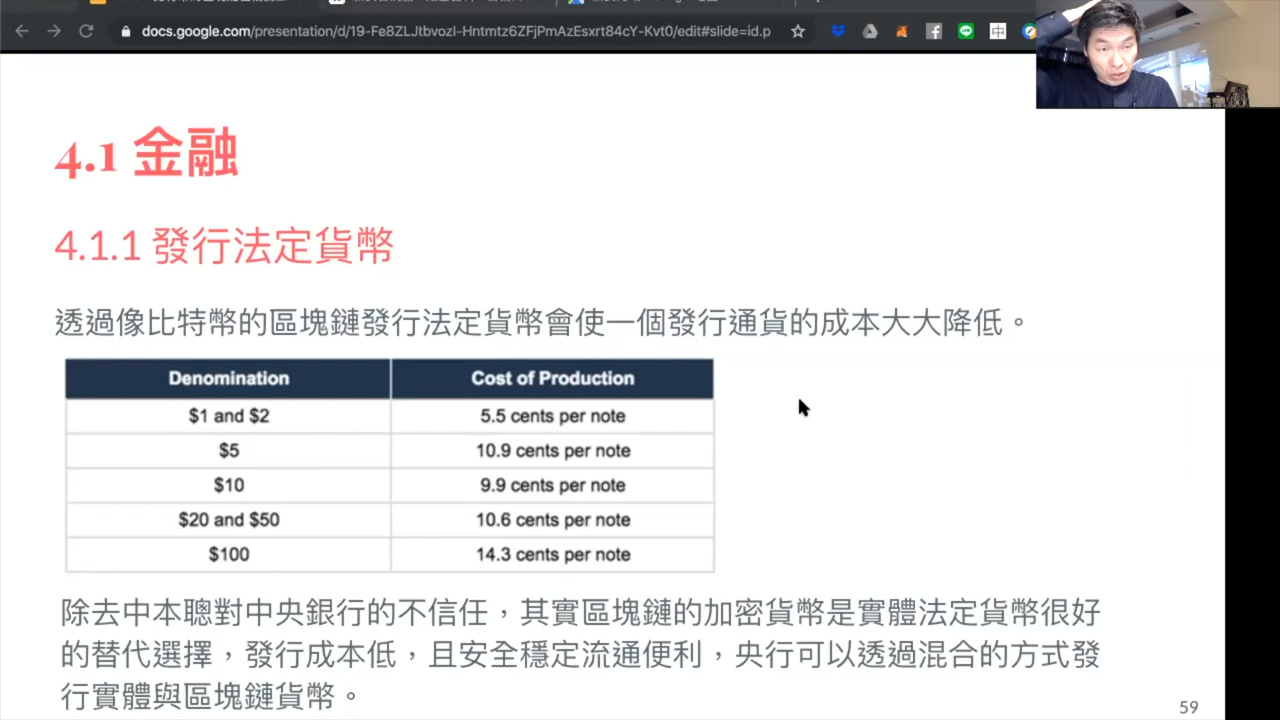 docs.google.com/presentation/d/19-Fe8ZLJtbvozI-Hntmtz6ZFjPmAzEsxrt84cY-Kvt0/edit#slide=id.p
中
4.1 金融
4.1.1 發行法定貨幣
透過像比特幣的區塊鏈發行法定貨幣會使一個發行通貨的成本大大降低。
Denomination Cost of Production
$1 and $2 5.5 cents per note
$5 10.9 cents per note
$10 9.9 cents per note
$20 and $50 10.6 cents per note
$100 14.3 cents per note
除去中本聰對中央銀行的不信任，其實區塊鏈的加密貨幣是實體法定貨幣很好
的替代選擇，發行成本低，且安全穩定流通便利，央行可以透過混合的方式發
行實體與區塊鏈貨幣。
59